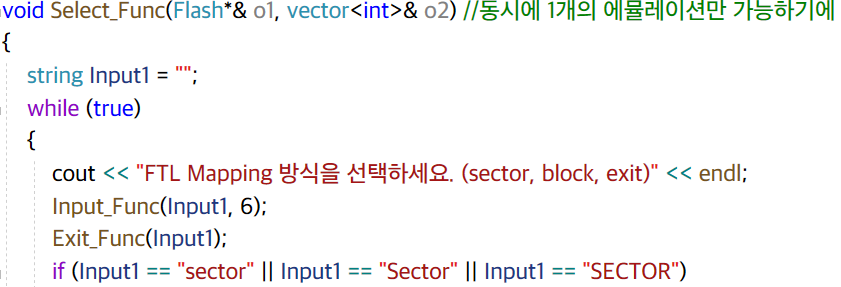 void Select_Func(Flash*& o1, vector<int>& o2) //동시에 1개의 에뮬레이션만 가능하기에
{
string Input1 = "";
while (true)
{
cout << "FTL Mapping 방식을 선택하세요. (sector, block, exit)" << endl;
Input_Func(Input1, 6);
Exit_Func(Input1);
if (Input1 == "sector" || Input1 == "Sector" || Input1 == "SECTOR")